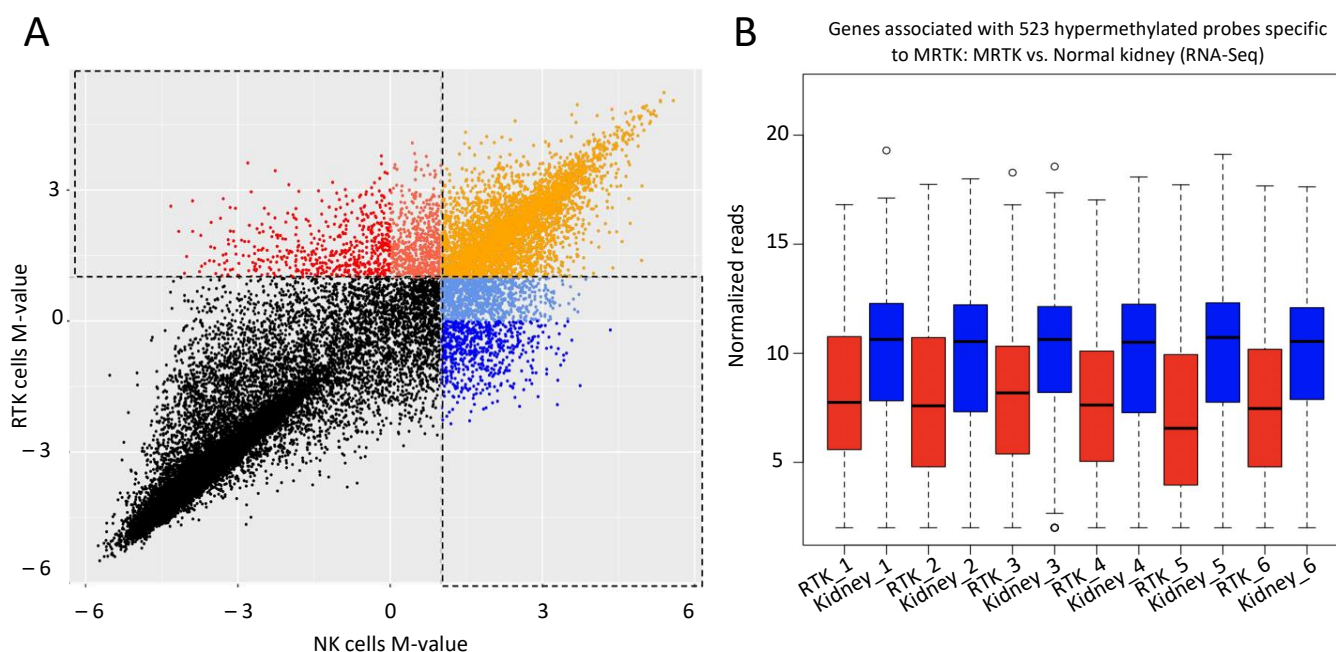 A
RTK cells M-value
3
0
−3
−6
−6
−3
0
3
6
NK cells M-value
B
Genes associated with 523 hypermethylated probes specific
to MRTK: MRTK vs. Normal kidney (RNA-Seq)
Normalized reads
20
15
10
5
RTK_1
Kidney_1
RTK_2
Kidney_2
RTK_3
Kidney_3
RTK_4
Kidney_4
RTK_5
Kidney_5
RTK_6
Kidney_6